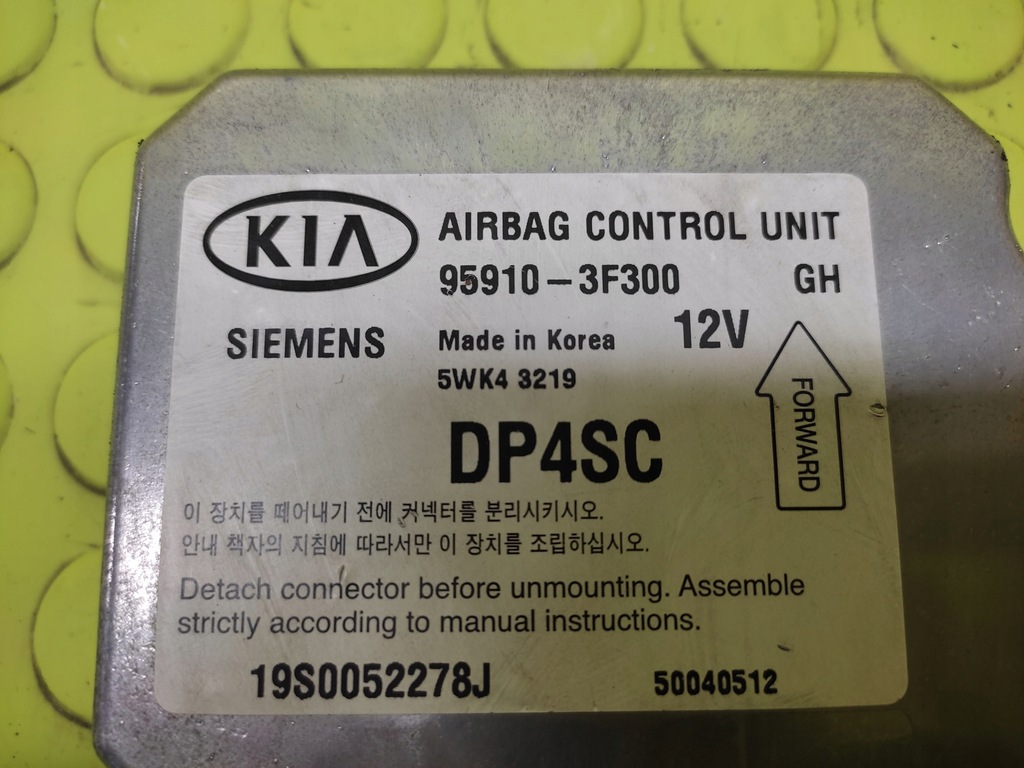 KIA AIRBAG CONTROL UNIT
95910-3F300 GH
SIEMENS Made in Korea 12V
5WK4 3219
FORWARD
DP4SC
이 장치를 떼어내기 전에 커넥터를 분리시키시오.
안내 책자의 지침에 따라서만 이 장치를 조립하십시오.
Detach connector before unmounting. Assemble
strictly according to manual instructions.
19S0052278J 50040512